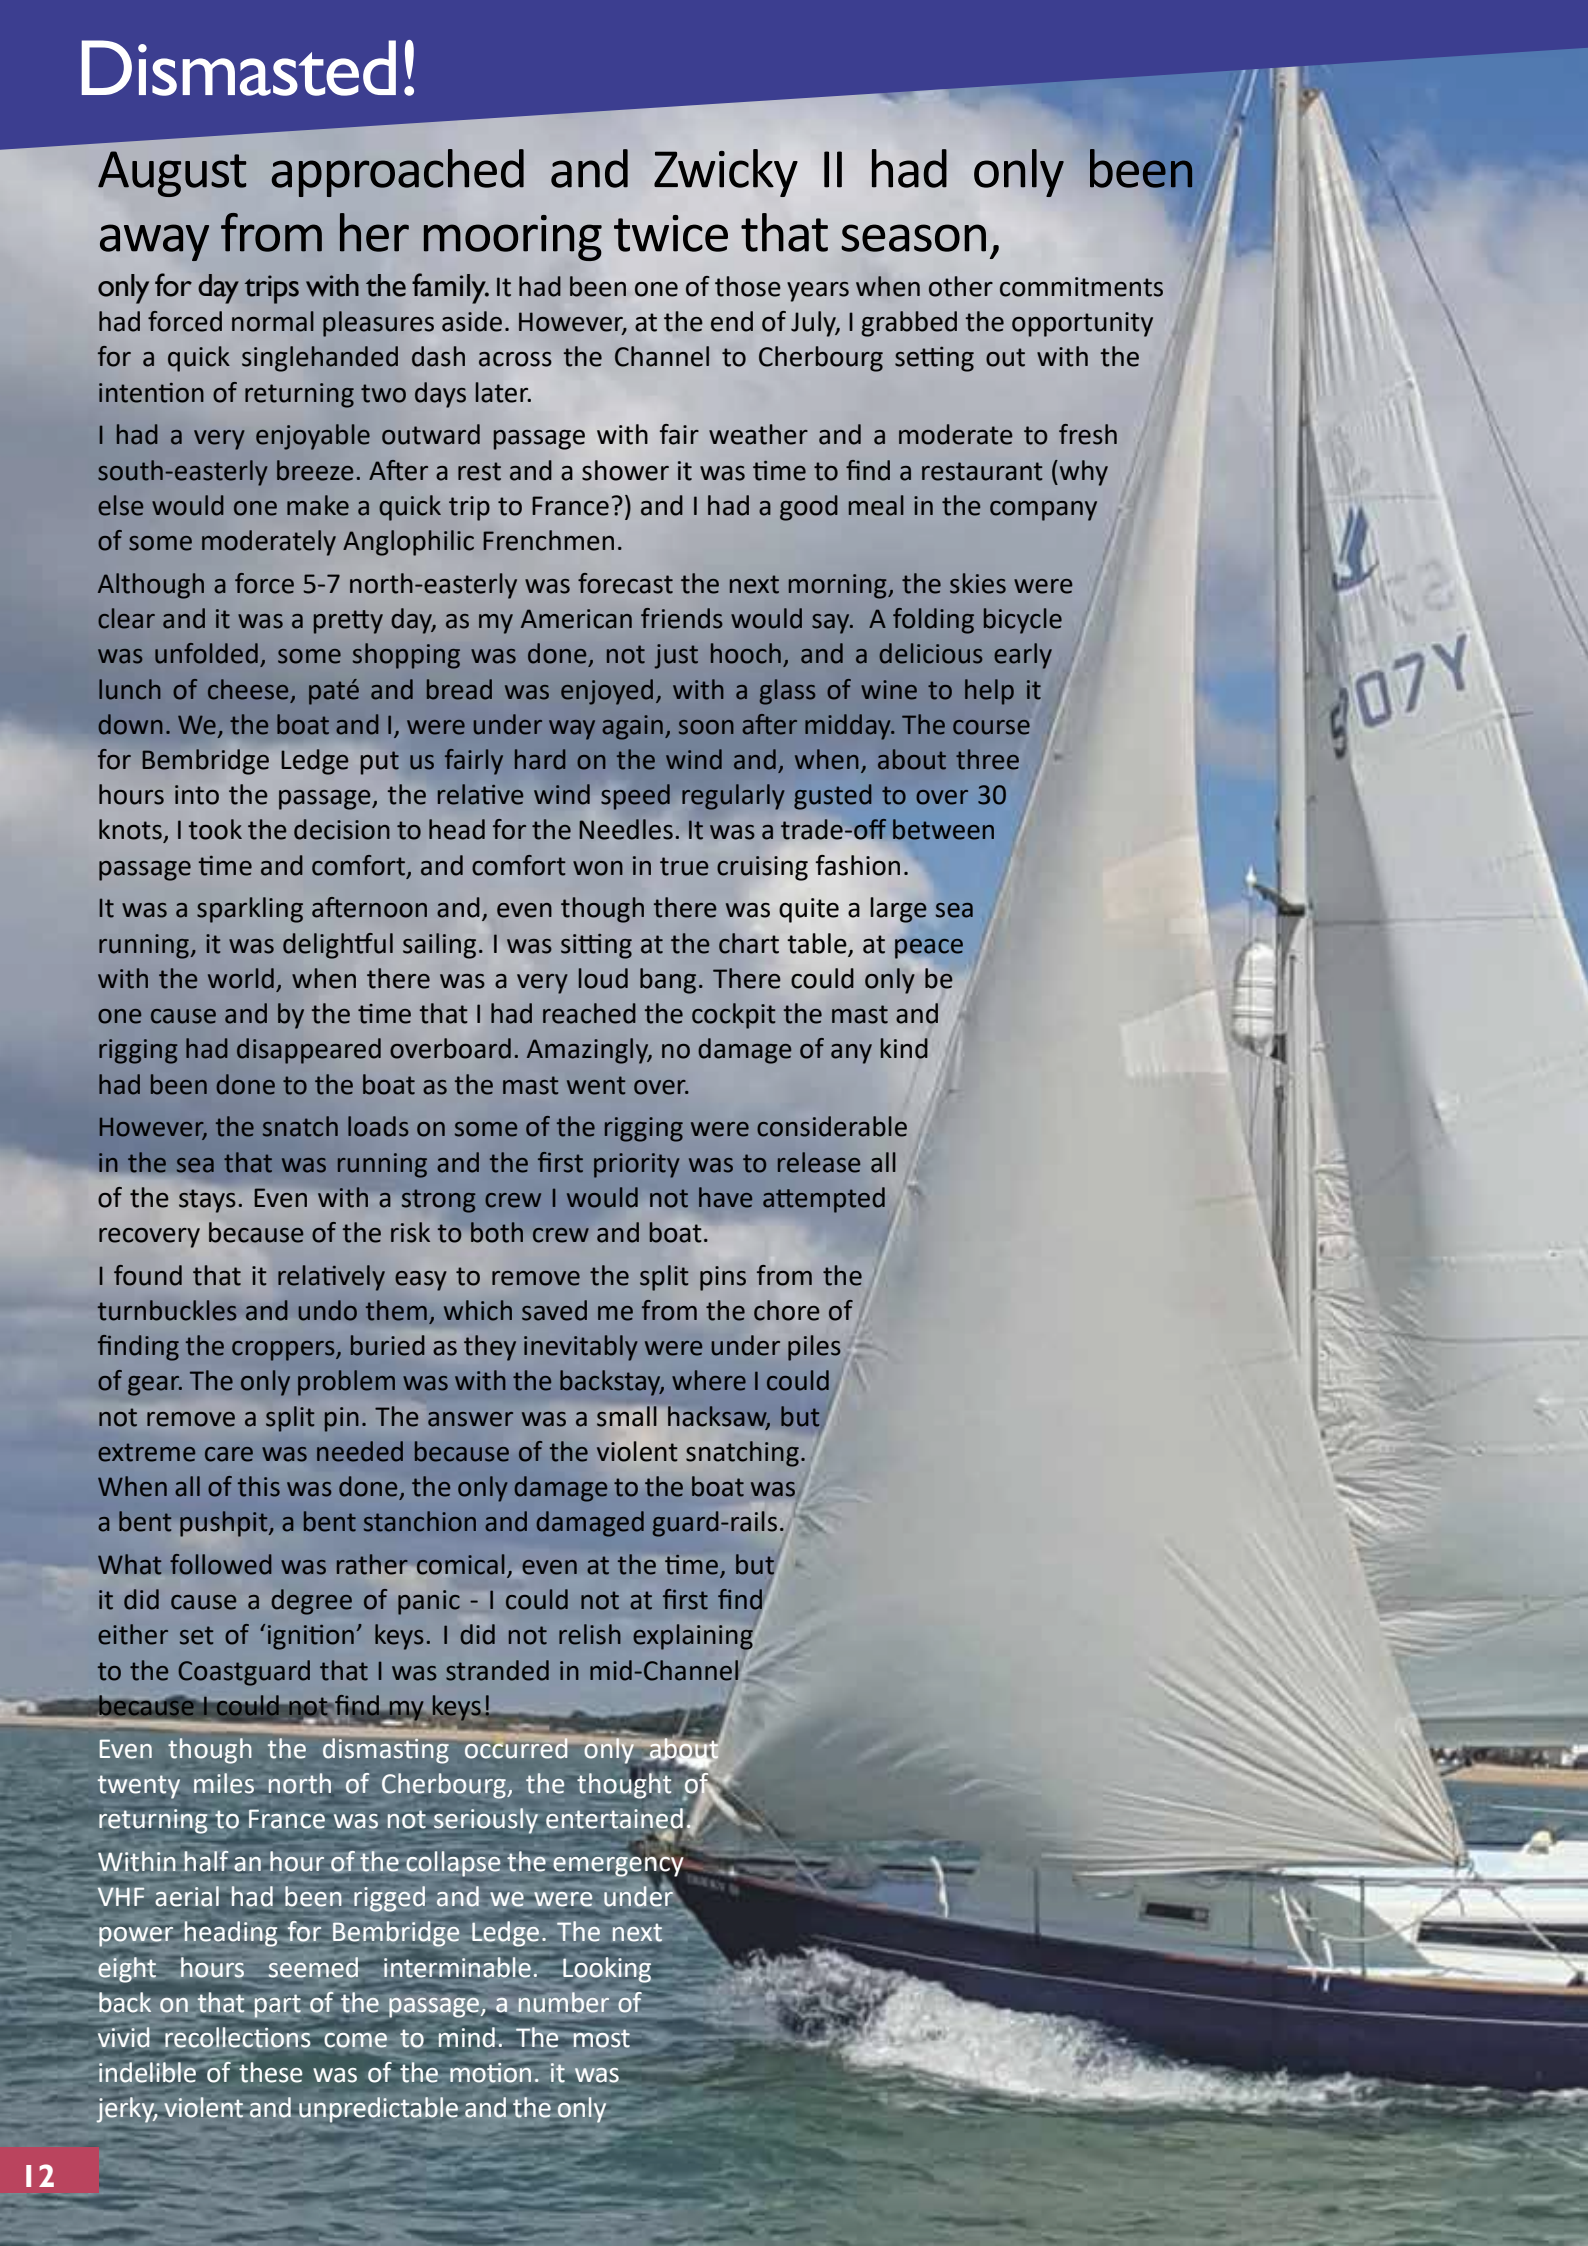 Dismasted!
August approached and Zwicky II had only been
away from her mooring twice that season,
only for day trips with the family. It had been one of those years when other commitments
had forced normal pleasures aside. However, at the end of July, I grabbed the opportunity
for a quick singlehanded dash across the Channel to Cherbourg setting out with the
intention of returning two days later.
I had a very enjoyable outward passage with fair weather and a moderate to fresh
south-easterly breeze. After a rest and a shower it was time to find a restaurant (why
else would one make a quick trip to France?) and I had a good meal in the company
of some moderately Anglophilic Frenchmen.
Although a force 5-7 north-easterly was forecast the next morning, the skies were
clear and it was a pretty day, as my American friends would say. A folding bicycle
was unfolded, some shopping was done, not just hooch, and a delicious early
lunch of cheese, paté and bread was enjoyed, with a glass of wine to help it
down. We, the boat and I, were under way again, soon after midday. The course
for Bembridge Ledge put us fairly hard on the wind and, when, about three
hours into the passage, the relative wind speed regularly gusted to over 30
knots, I took the decision to head for the Needles. It was a trade-off between
passage time and comfort, and comfort won in true cruising fashion.
It was a sparkling afternoon and, even though there was quite a large sea
running, it was delightful sailing. I was sitting at the chart table, at peace
with the world, when there was a very loud bang. There could only be
one cause and by the time that I had reached the cockpit the mast and
rigging had disappeared overboard. Amazingly, no damage of any kind
had been done to the boat as the mast went over.
However, the snatch loads on some of the rigging were considerable
in the sea that was running and the first priority was to release all
of the stays. Even with a strong crew I would not have attempted
recovery because of the risk to both crew and boat.
I found that it relatively easy to remove the split pins from the
turnbuckles and undo them, which saved me from the chore of
finding the croppers, buried as they inevitably were under piles
of gear. The only problem was with the backstay, where I could
not remove a split pin. The answer was a small hacksaw, but
extreme care was needed because of the violent snatching.
When all of this was done, the only damage to the boat was
a bent pushpit, a bent stanchion and damaged guard-rails.
What followed was rather comical, even at the time, but
it did cause a degree of panic - I could not at first find
either set of ‘ignition’ keys. I did not relish explaining
to the Coastguard that I was stranded in mid-Channel
because I could not find my keys!
Even though the dismasting occurred only about
twenty miles north of Cherbourg, the thought of
returning to France was not seriously entertained.
Within half an hour of the collapse the emergency
VHF aerial had been rigged and we were under
power heading for Bembridge Ledge. The next
eight hours seemed interminable. Looking
back on that part of the passage, a number of
vivid recollections come to mind. The most
indelible of these was of the motion. it was
jerky, violent and unpredictable and the only
907Y
12